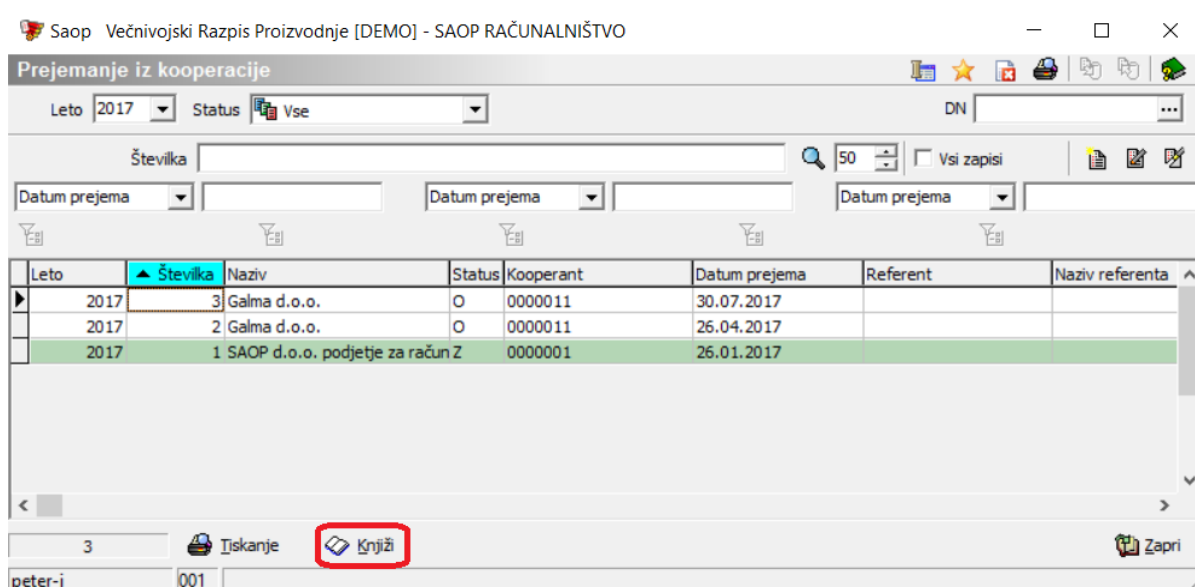 Saop Večnivojski Razpis Proizvodnje [DEMO] - SAOP RAČUNALNIŠTVO
Prejemanje iz kooperacije
Leto 2017 Status Vse DN ...
Številka 50 Vsi zapisi
Datum prejema Datum prejema Datum prejema
Leto Številka Naziv Status Kooperant Datum prejema Referent Naziv referenta
2017 3 Galma d.o.o. O 0000011 30.07.2017
2017 2 Galma d.o.o. O 0000011 26.04.2017
2017 1 SAOP d.o.o. podjetje za račun Z 0000001 26.01.2017
3 Tiskanje Knjiži Zapri
peter-j 001